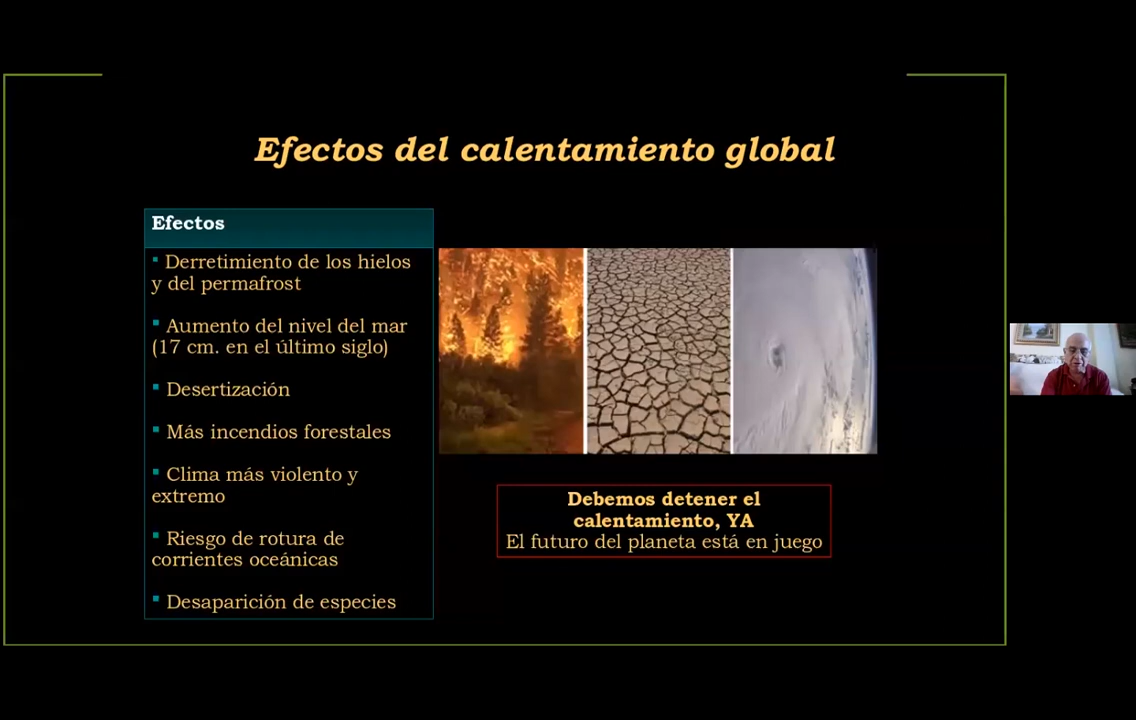 Efectos del calentamiento global
Efectos
▪ Derretimiento de los hielos
y del permafrost
▪ Aumento del nivel del mar
(17 cm. en el último siglo)
▪ Desertización
▪ Más incendios forestales
▪ Clima más violento y
extremo
▪ Riesgo de rotura de
corrientes oceánicas
▪ Desaparición de especies
Debemos detener el
calentamiento, YA
El futuro del planeta está en juego